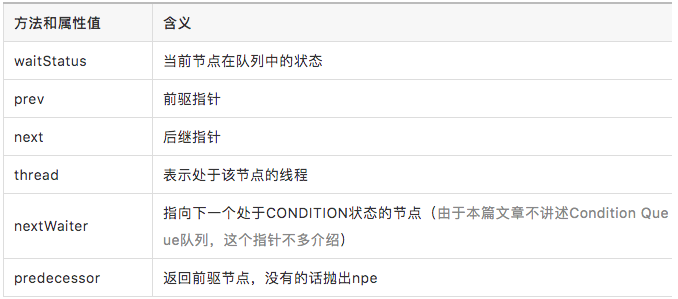 方法和属性值 含义
waitStatus 当前节点在队列中的状态
prev 前驱指针
next 后继指针
thread 表示处于该节点的线程
nextWaiter 指向下一个处于CONDITION状态的节点（由于本篇文章不讲述Condition Que
ue队列，这个指针不多介绍）
predecessor 返回前驱节点，没有的话抛出npe